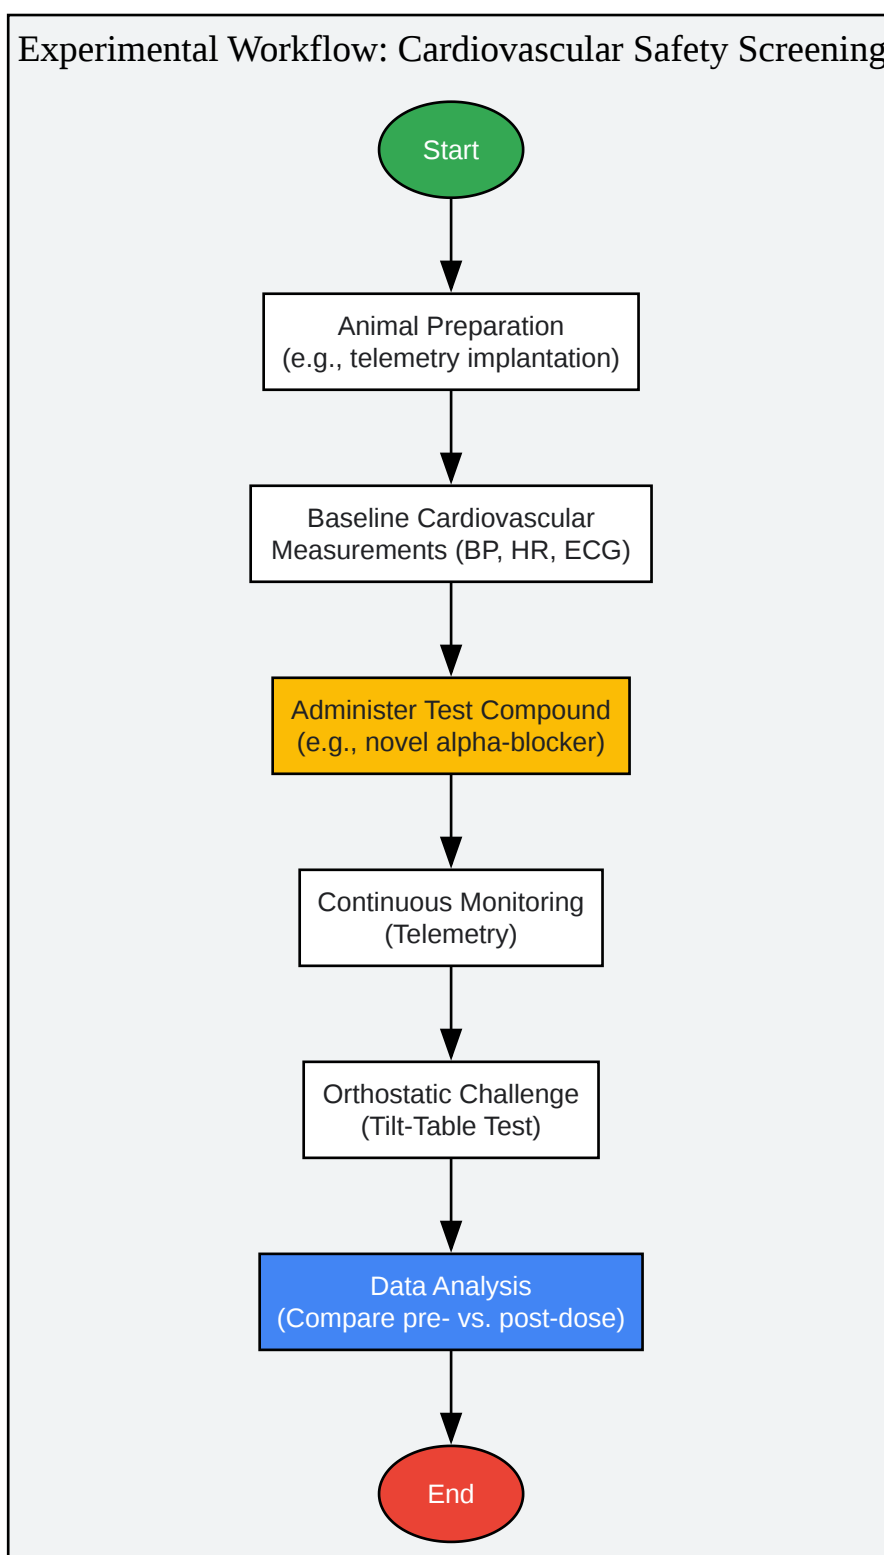 Experimental Workflow: Cardiovascular Safety Screening
Start
Animal Preparation
(e.g., telemetry implantation)
Baseline Cardiovascular
Measurements (BP, HR, ECG)
Administer Test Compound
(e.g., novel alpha-blocker)
Continuous Monitoring
(Telemetry)
Orthostatic Challenge
(Tilt-Table Test)
Data Analysis
(Compare pre- vs. post-dose)
End